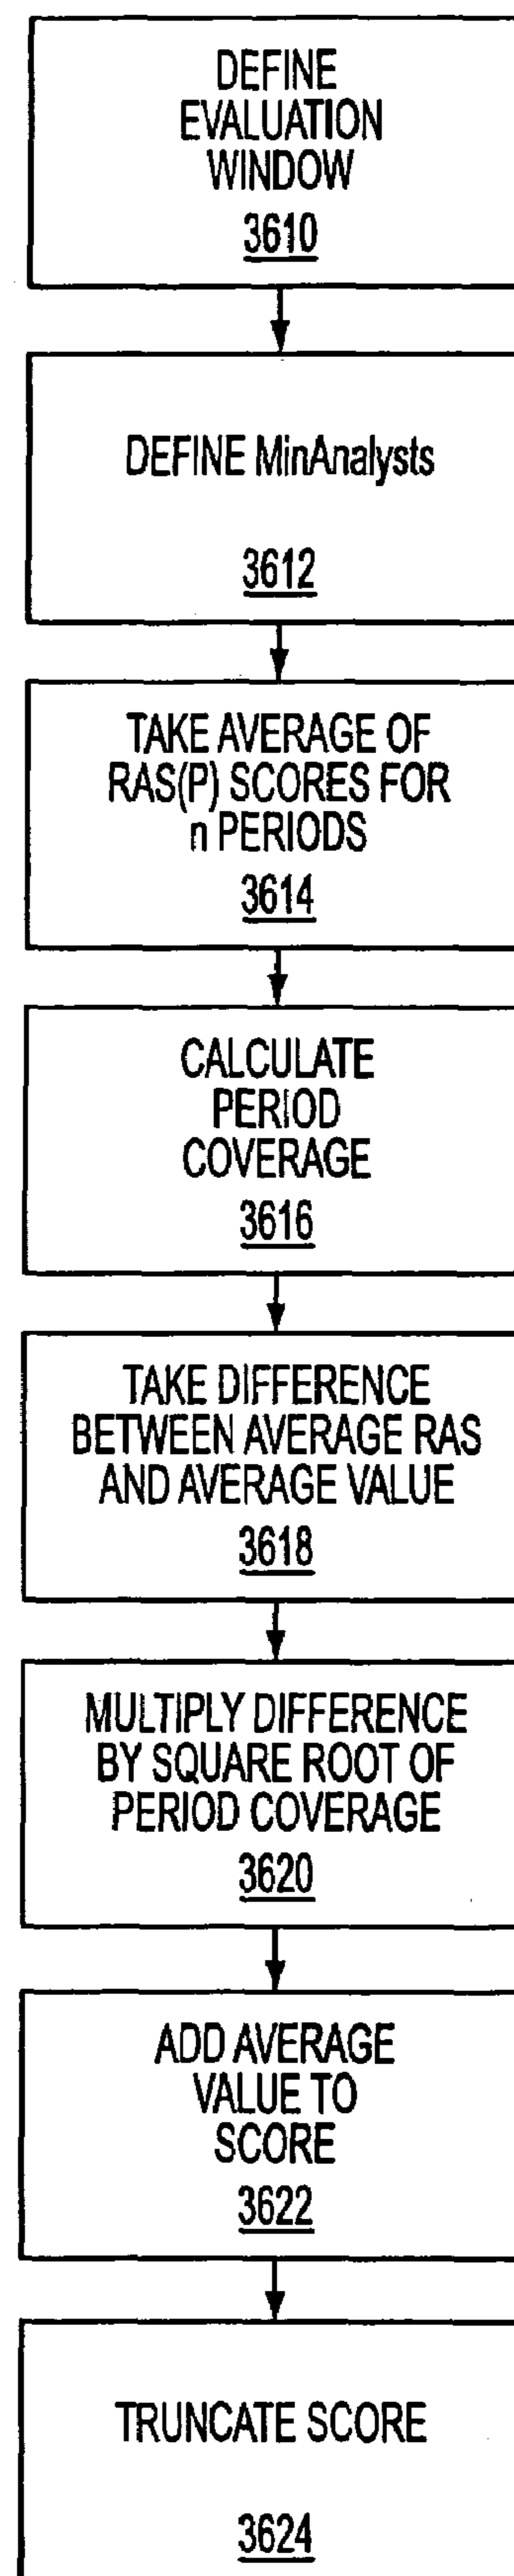 DEFINE
EVALUATION
WINDOW
3610
DEFINE MinAnalysts
3612
TAKE AVERAGE OF
RAS(P) SCORES FOR
n PERIODS
3614
CALCULATE
PERIOD
COVERAGE
3616
TAKE DIFFERENCE
BETWEEN AVERAGE RAS
AND AVERAGE VALUE
3618
MULTIPLY DIFFERENCE
BY SQUARE ROOT OF
PERIOD COVERAGE
3620
ADD AVERAGE
VALUE TO
SCORE
3622
TRUNCATE SCORE
3624